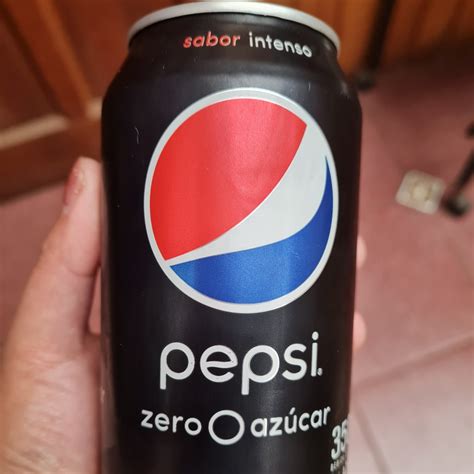 sabor intenso
pepsi.
zero azúcar